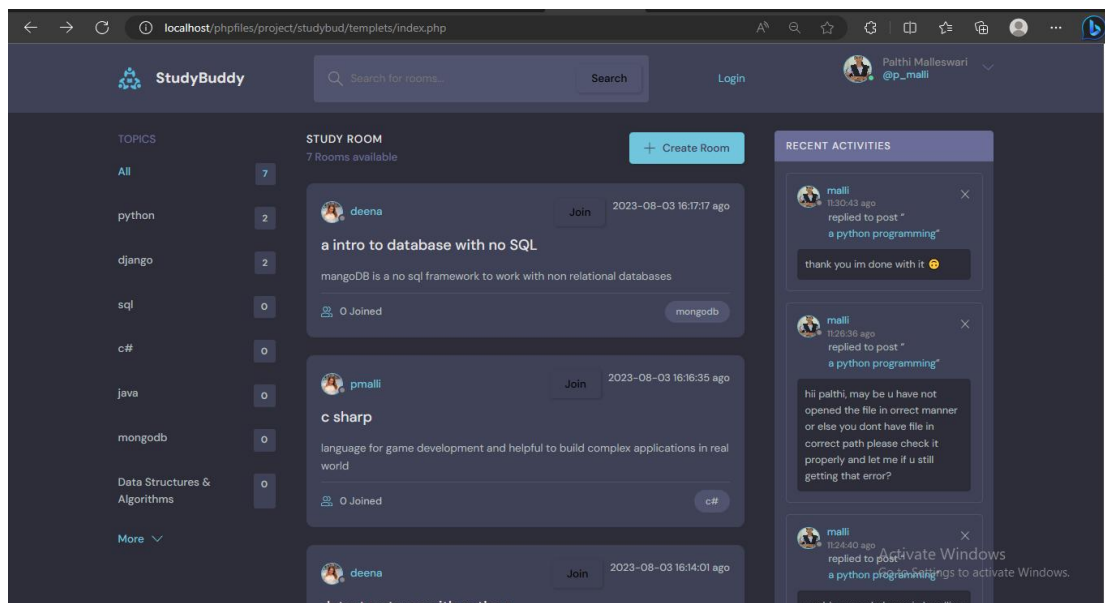 localhost/phpfiles/project/studybud/templets/index.php
StudyBuddy
Search for rooms...
Search
Login
Palthi Malleswari
@p_malli
TOPICS
All
7
python
2
django
2
sql
0
c#
0
java
0
mongodb
0
Data Structures &
Algorithms
0
More
STUDY ROOM
7 Rooms available
+ Create Room
deena
Join
2023-08-03 16:17:17 ago
a intro to database with no SQL
mangoDB is a no sql framework to work with non relational databases
0 Joined
mongodb
pmalli
Join
2023-08-03 16:16:35 ago
c sharp
language for game development and helpful to build complex applications in real
world
0 Joined
c#
deena
Join
2023-08-03 16:14:01 ago
RECENT ACTIVITIES
malli
11:30:43 ago
replied to post “
a python programming”
thank you im done with it 🙃
malli
11:26:36 ago
replied to post “
a python programming”
hii palthi, may be u have not
opened the file in orrect manner
or else you dont have file in
correct path please check it
properly and let me if u still
getting that error?
malli
11:24:40 ago
replied to post “
a python programming”
Activate Windows
Go to Settings to activate Windows.